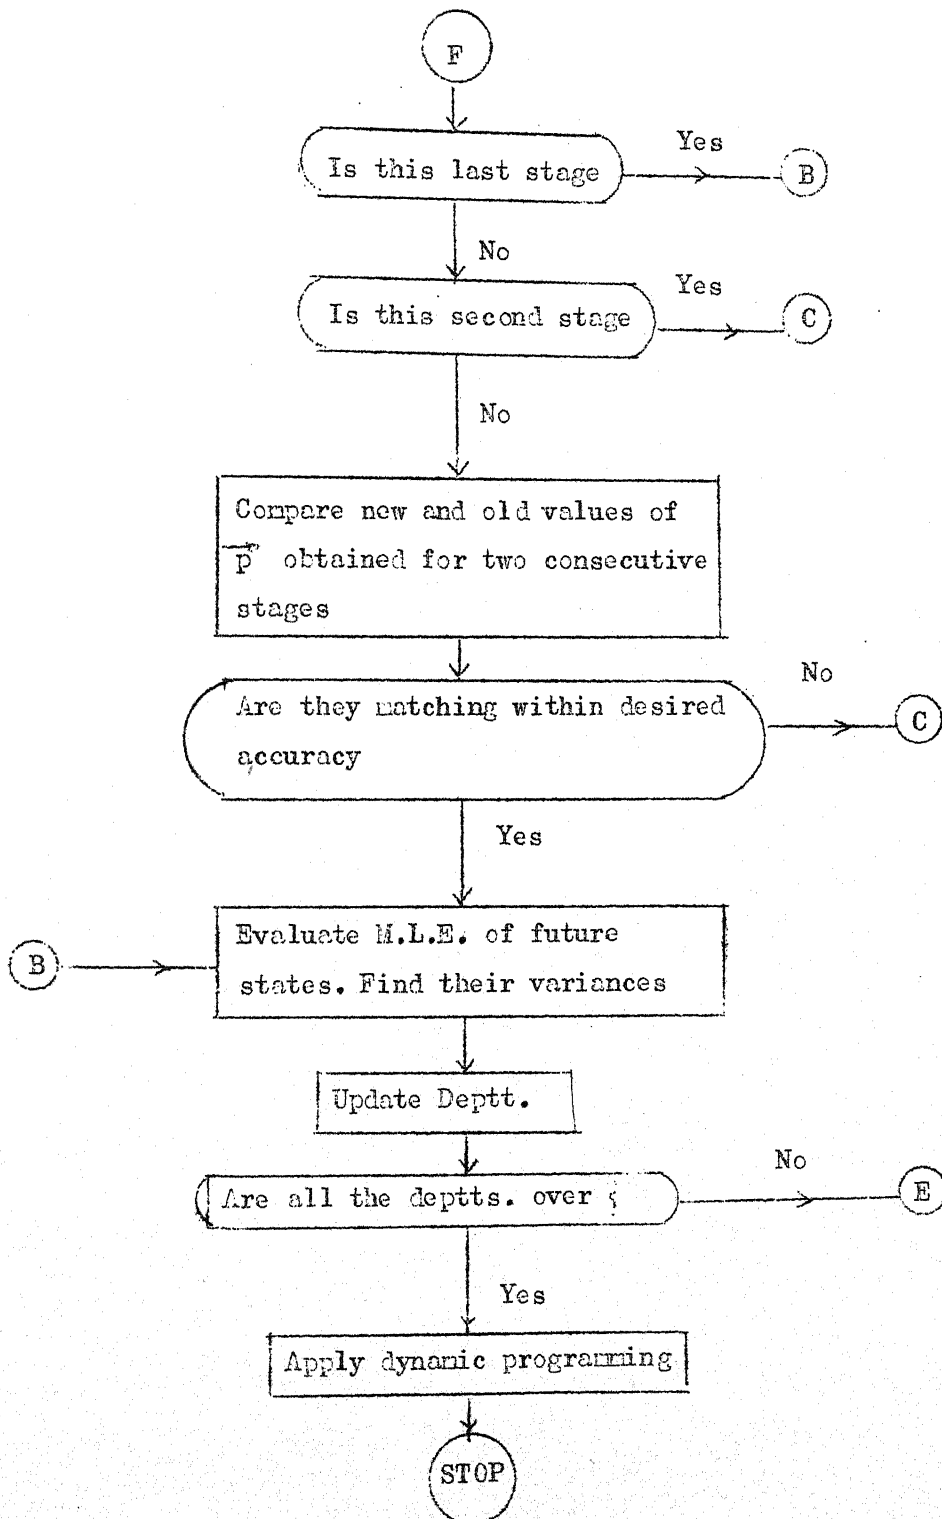 F
Is this last stage
Yes
B
No
Is this second stage
Yes
C
No
Compare new and old values of
p obtained for two consecutive
stages
Are they matching within desired
accuracy
No
C
Yes
B
Evaluate M.L.E. of future
states. Find their variances
Update Deptt.
Are all the deptts. over
No
E
Yes
Apply dynamic programming
STOP